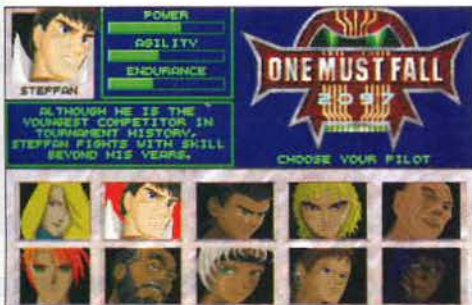 POWER
AGILITY
ENDURANCE
STEFFAN
ALTHOUGH HE IS THE
YOUNGEST COMPETITOR IN
TOURNAMENT HISTORY,
STEFFAN FIGHTS WITH SKILL
BEYOND HIS YEARS.
ONE MUST FALL
2097
CHOOSE YOUR PILOT